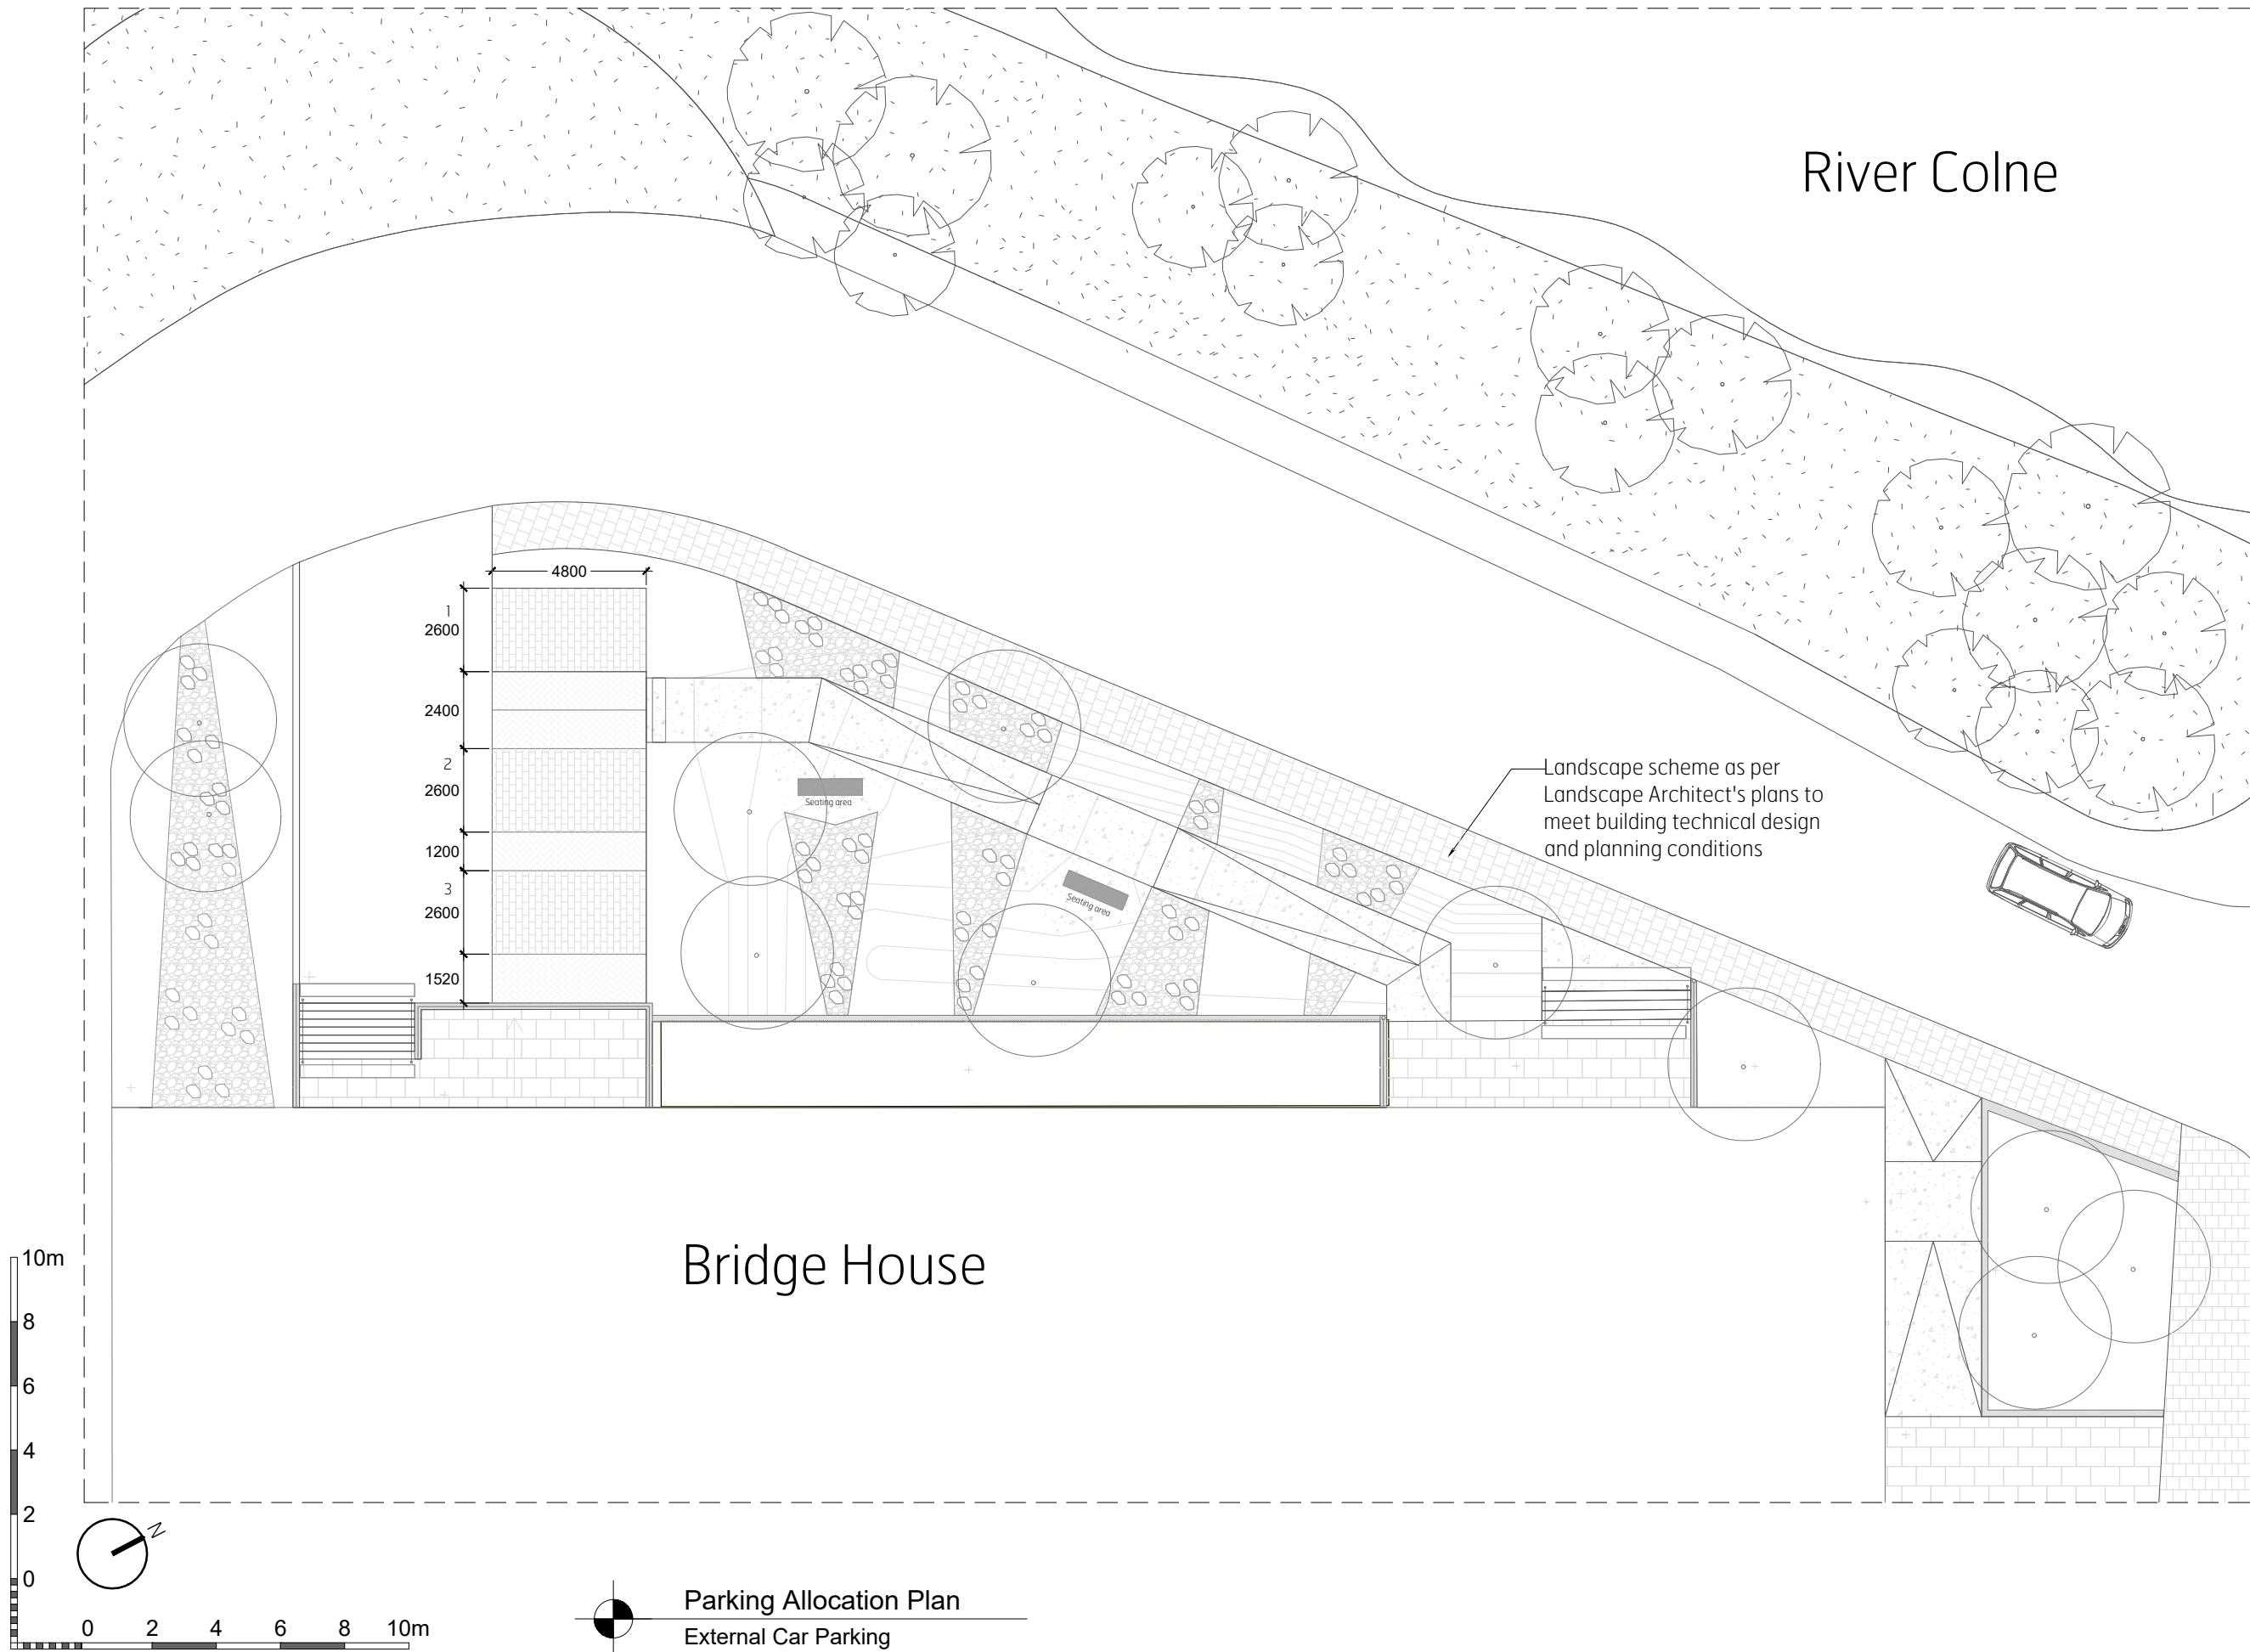 River Colne
4800
1
2600
2400
2
2600
1200
3
2600
1520
Seating area
Seating area
Landscape scheme as per
Landscape Architect's plans to
meet building technical design
and planning conditions
Bridge House
10m
8
6
4
2
0
N
0 2 4 6 8 10m
Parking Allocation Plan
External Car Parking